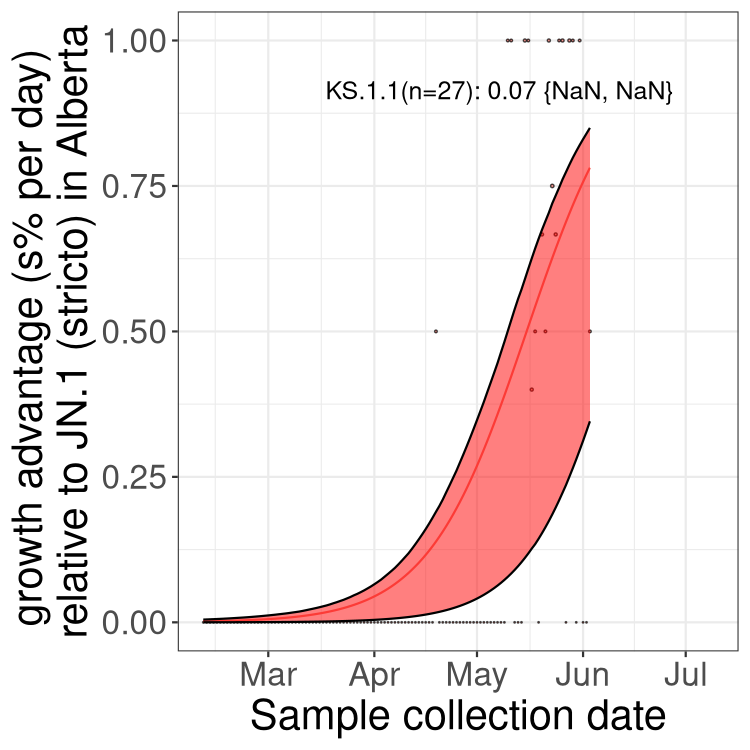 growth advantage (s% per day)
relative to JN.1 (stricto) in Alberta
1.00
0.75
0.50
0.25
0.00
KS.1.1(n=27): 0.07 {NaN, NaN}
Mar Apr May Jun Jul
Sample collection date